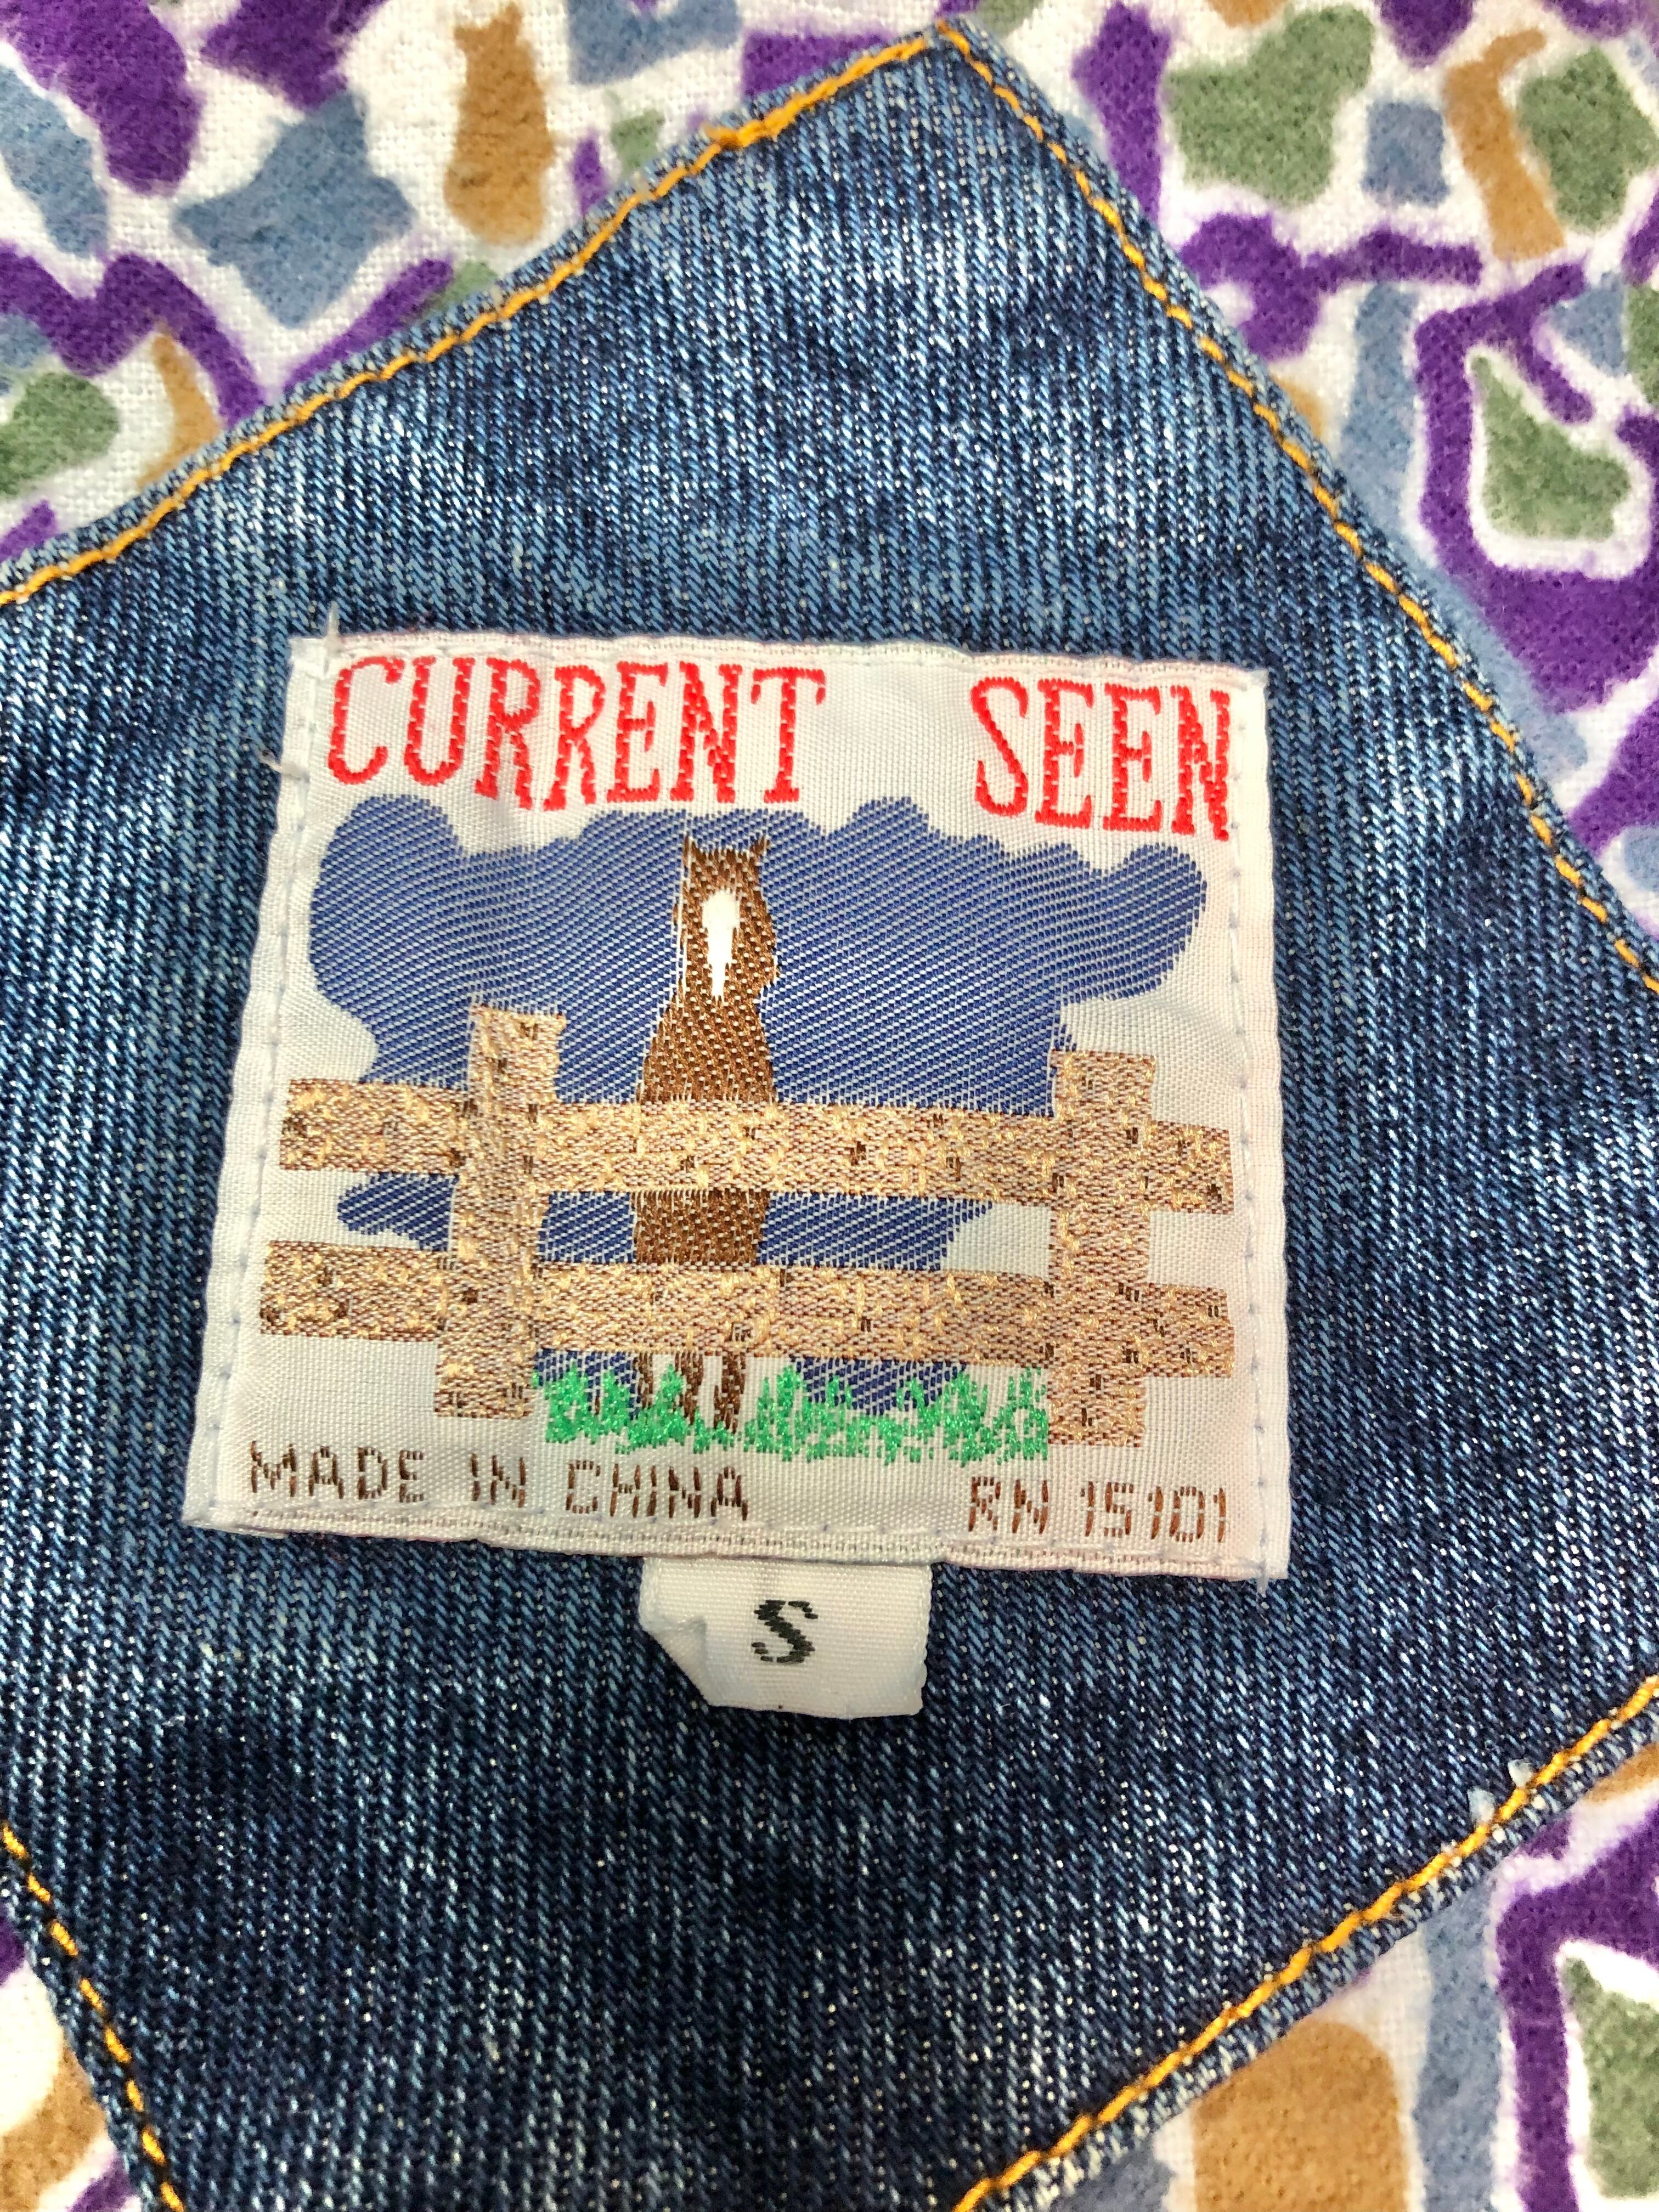 CURRENT SEEN
MADE IN CHINA RN 15101
S